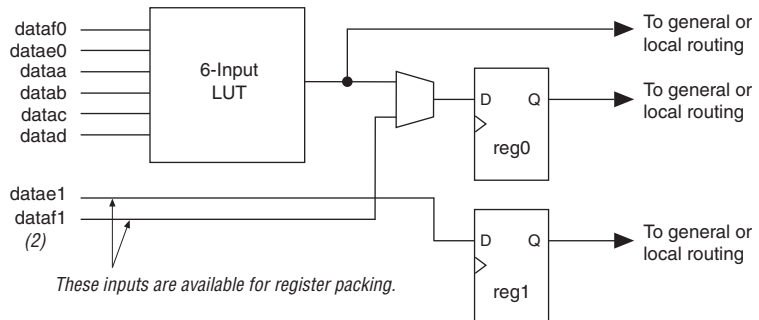 dataf0
datae0
dataa
datab
datac
datad
6-Input
LUT
To general or
local routing
D Q
reg0
To general or
local routing
datae1
dataf1
(2)
D Q
reg1
To general or
local routing
These inputs are available for register packing.